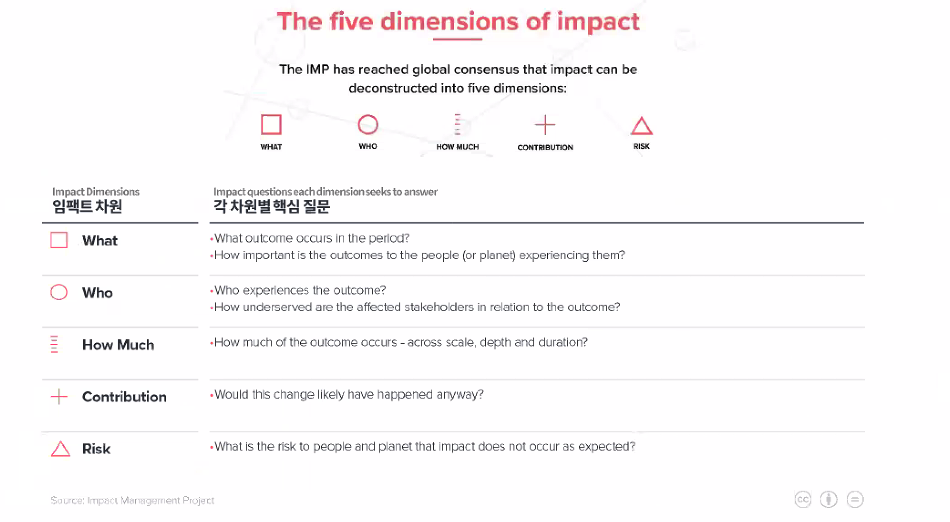 The five dimensions of impact
The IMP has reached global consensus that impact can be
deconstructed into five dimensions:
WHAT
WHO
HOW MUCH
CONTRIBUTION
RISK
Impact Dimensions
임팩트 차원
Impact questions each dimension seeks to answer
각 차원별 핵심 질문
What
•What outcome occurs in the period?
•How important is the outcomes to the people (or planet) experiencing them?
Who
•Who experiences the outcome?
•How underserved are the affected stakeholders in relation to the outcome?
How Much
•How much of the outcome occurs - across scale, depth and duration?
Contribution
•Would this change likely have happened anyway?
Risk
•What is the risk to people and planet that impact does not occur as expected?
Source: Impact Management Project
cc